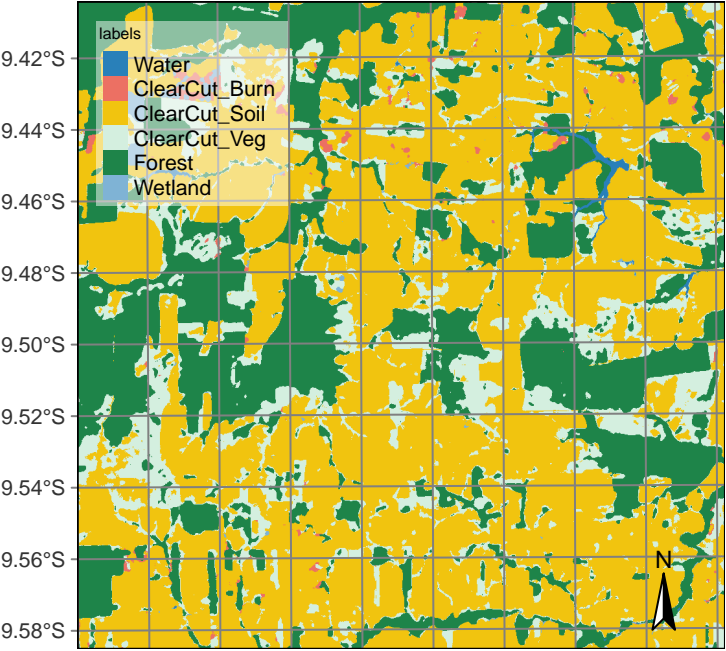 labels
Water
ClearCut_Burn
ClearCut_Soil
ClearCut_Veg
Forest
Wetland
9.42°S
9.44°S
9.46°S
9.48°S
9.50°S
9.52°S
9.54°S
9.56°S
9.58°S
N